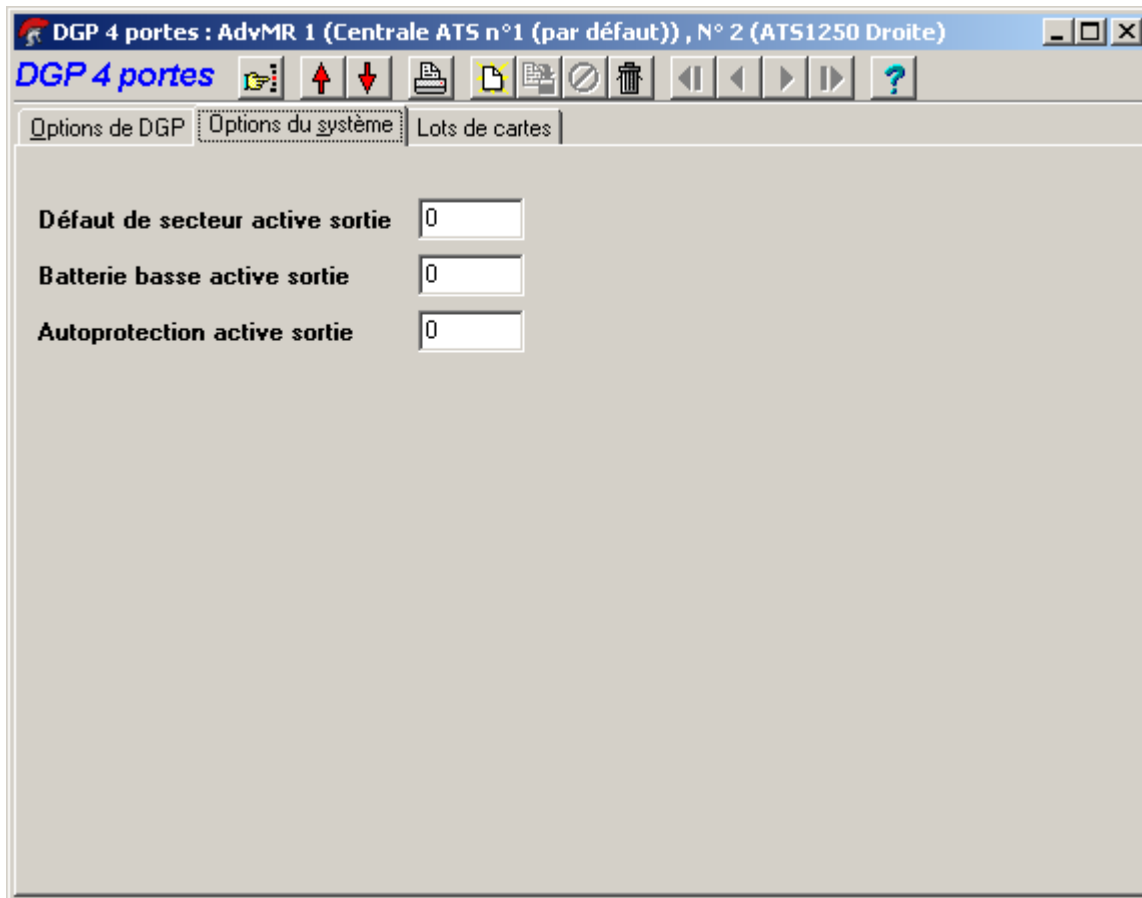 DGP 4 portes : AdvMR 1 (Centrale ATS n°1 (par défaut)) , N° 2 (ATS1250 Droite)
DGP 4 portes
Options de DGP Options du système Lots de cartes
Défaut de secteur active sortie 0
Batterie basse active sortie 0
Autoprotection active sortie 0